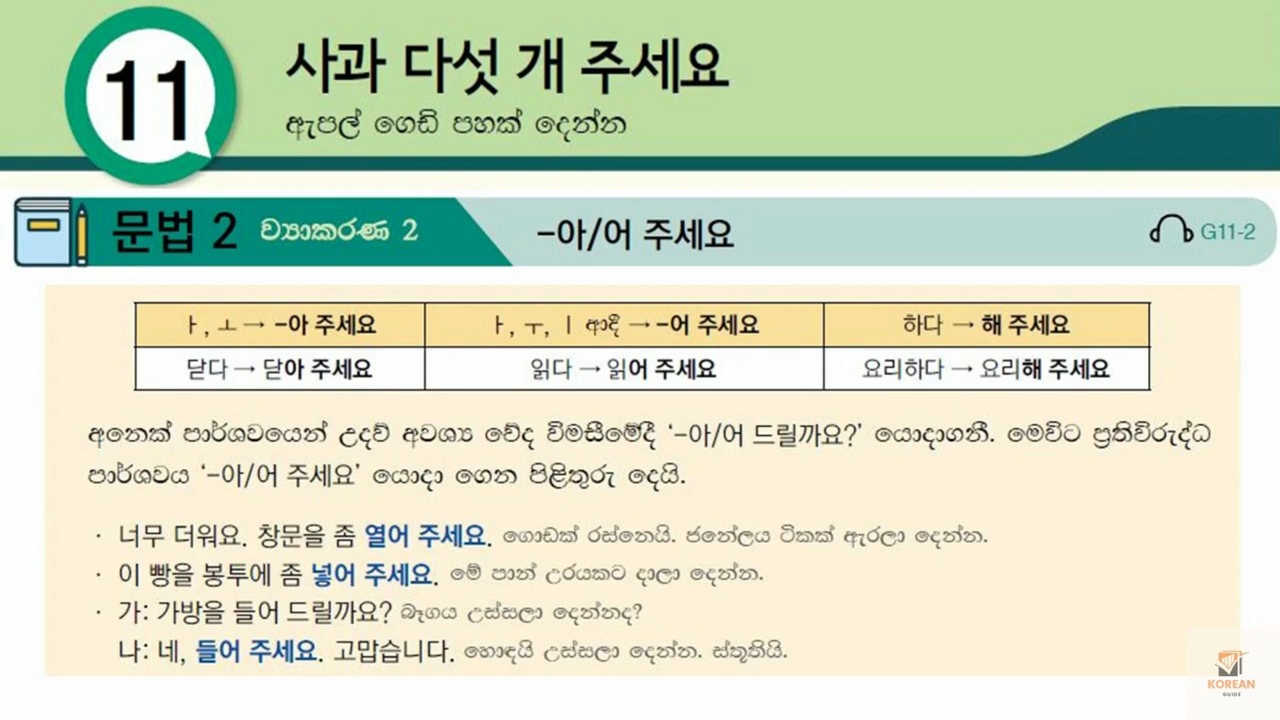 11
사과 다섯 개 주세요
ඇපල් ගෙඩි පහක් දෙන්න
문법 2 ව්‍යාකරණ 2 –아/어 주세요 G11-2
ㅏ, ㅗ → –아 주세요 ㅏ, ㅜ, ㅣ ආදී → –어 주세요 하다 → 해 주세요
닫다 → 닫아 주세요 읽다 → 읽어 주세요 요리하다 → 요리해 주세요
අනෙක් පාර්ශවයෙන් උදව් අවශ්‍ය වේද විමසීමේදී ‘–아/어 드릴까요?’ යොදාගනී. මෙවිට ප්‍රතිවිරුද්ධ
පාර්ශවය ‘–아/어 주세요’ යොදා ගෙන පිළිතුරු දෙයි.
· 너무 더워요. 창문을 좀 열어 주세요. ගොඩක් රස්නෙයි. ජනේලය ටිකක් ඇරලා දෙන්න.
· 이 빵을 봉투에 좀 넣어 주세요. මේ පාන් උරයකට දාලා දෙන්න.
· 가: 가방을 들어 드릴까요? බෑගය උස්සලා දෙන්නද?
나: 네, 들어 주세요. 고맙습니다. හොඳයි උස්සලා දෙන්න. ස්තූතියි.
KOREAN
GUIDE